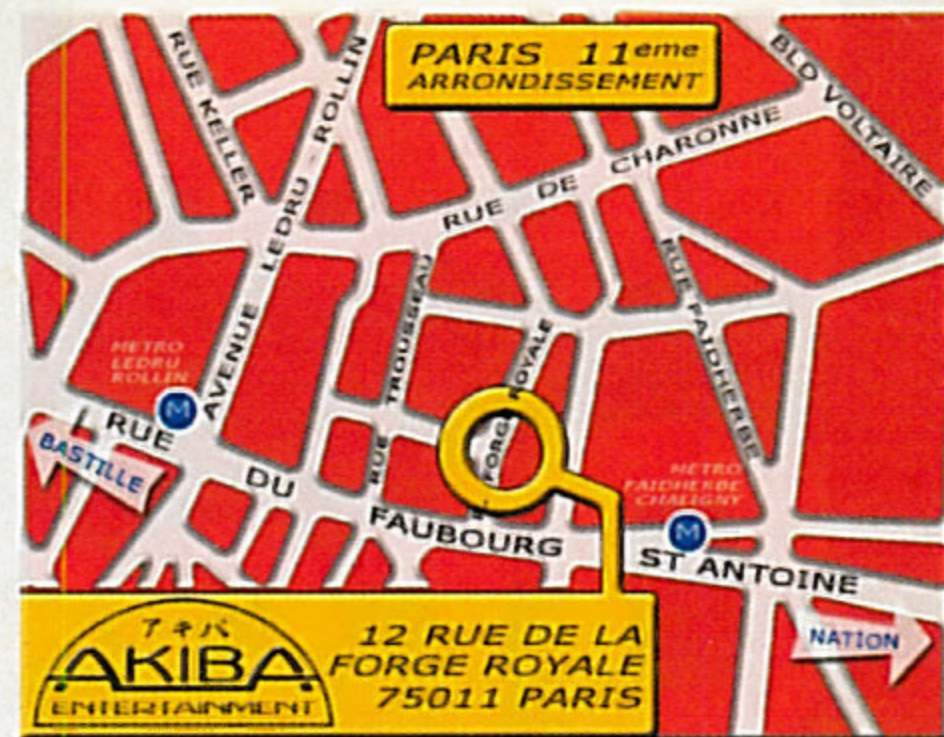 PARIS 11eme
ARRONDISSEMENT
RUE KELLER
AVENUE LEDRU-ROLLIN
BLD VOLTAIRE
RUE DE CHARONNE
RUE TROUSSEAU
FORGE ROYALE
RUE FAIDHERBE
METRO
LEDRU
ROLLIN
M
BASTILLE
METRO
FAIDHERBE
CHALIGNY
M
RUE DU FAUBOURG ST ANTOINE
NATION
アキバ
AKIBA
ENTERTAINMENT
12 RUE DE LA
FORGE ROYALE
75011 PARIS